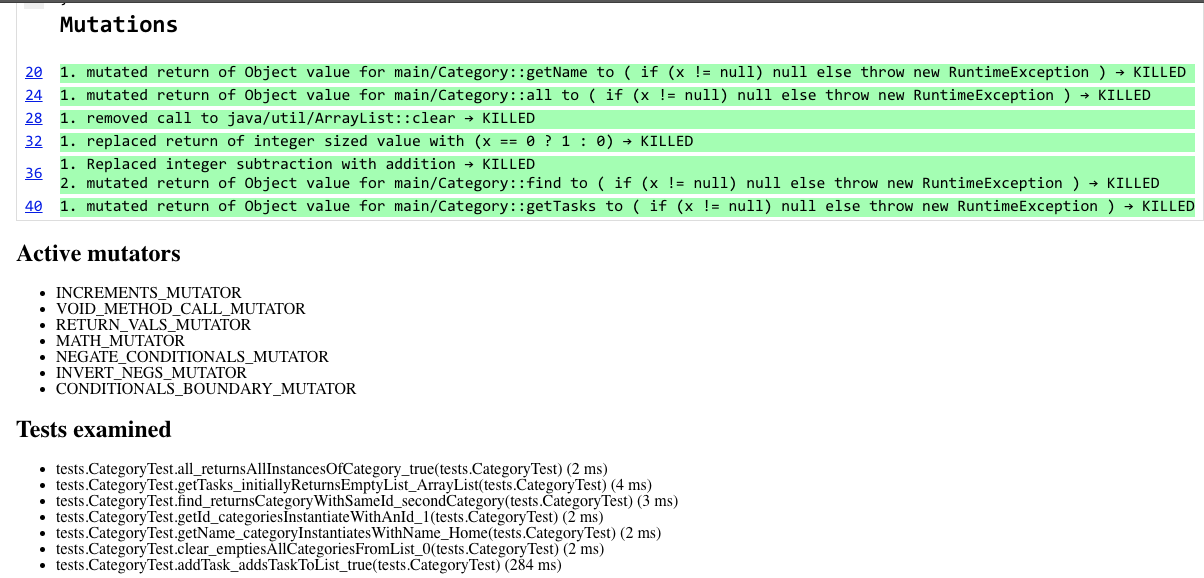 Mutations
20 1. mutated return of Object value for main/Category::getName to ( if (x != null) null else throw new RuntimeException ) → KILLED
24 1. mutated return of Object value for main/Category::all to ( if (x != null) null else throw new RuntimeException ) → KILLED
28 1. removed call to java/util/ArrayList::clear → KILLED
32 1. replaced return of integer sized value with (x == 0 ? 1 : 0) → KILLED
36 1. Replaced integer subtraction with addition → KILLED
2. mutated return of Object value for main/Category::find to ( if (x != null) null else throw new RuntimeException ) → KILLED
40 1. mutated return of Object value for main/Category::getTasks to ( if (x != null) null else throw new RuntimeException ) → KILLED
Active mutators
• INCREMENTS_MUTATOR
• VOID_METHOD_CALL_MUTATOR
• RETURN_VALS_MUTATOR
• MATH_MUTATOR
• NEGATE_CONDITIONALS_MUTATOR
• INVERT_NEGS_MUTATOR
• CONDITIONALS_BOUNDARY_MUTATOR
Tests examined
• tests.CategoryTest.all_returnsAllInstancesOfCategory_true(tests.CategoryTest) (2 ms)
• tests.CategoryTest.getTasks_initiallyReturnsEmptyList_ArrayList(tests.CategoryTest) (4 ms)
• tests.CategoryTest.find_returnsCategoryWithSameId_secondCategory(tests.CategoryTest) (3 ms)
• tests.CategoryTest.getId_categoriesInstantiateWithAnId_1(tests.CategoryTest) (2 ms)
• tests.CategoryTest.getName_categoryInstantiatesWithName_Home(tests.CategoryTest) (2 ms)
• tests.CategoryTest.clear_emptiesAllCategoriesFromList_0(tests.CategoryTest) (2 ms)
• tests.CategoryTest.addTask_addsTaskToList_true(tests.CategoryTest) (284 ms)